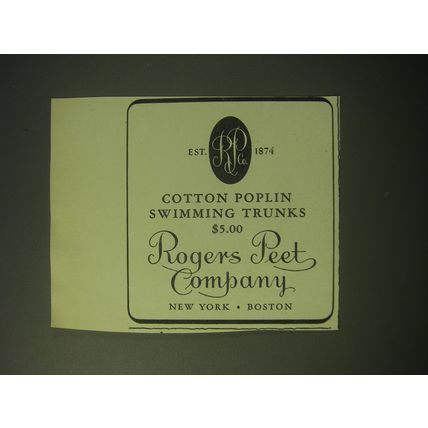 EST. RPCo. 1874
COTTON POPLIN
SWIMMING TRUNKS
$5.00
Rogers Peet
Company
NEW YORK • BOSTON